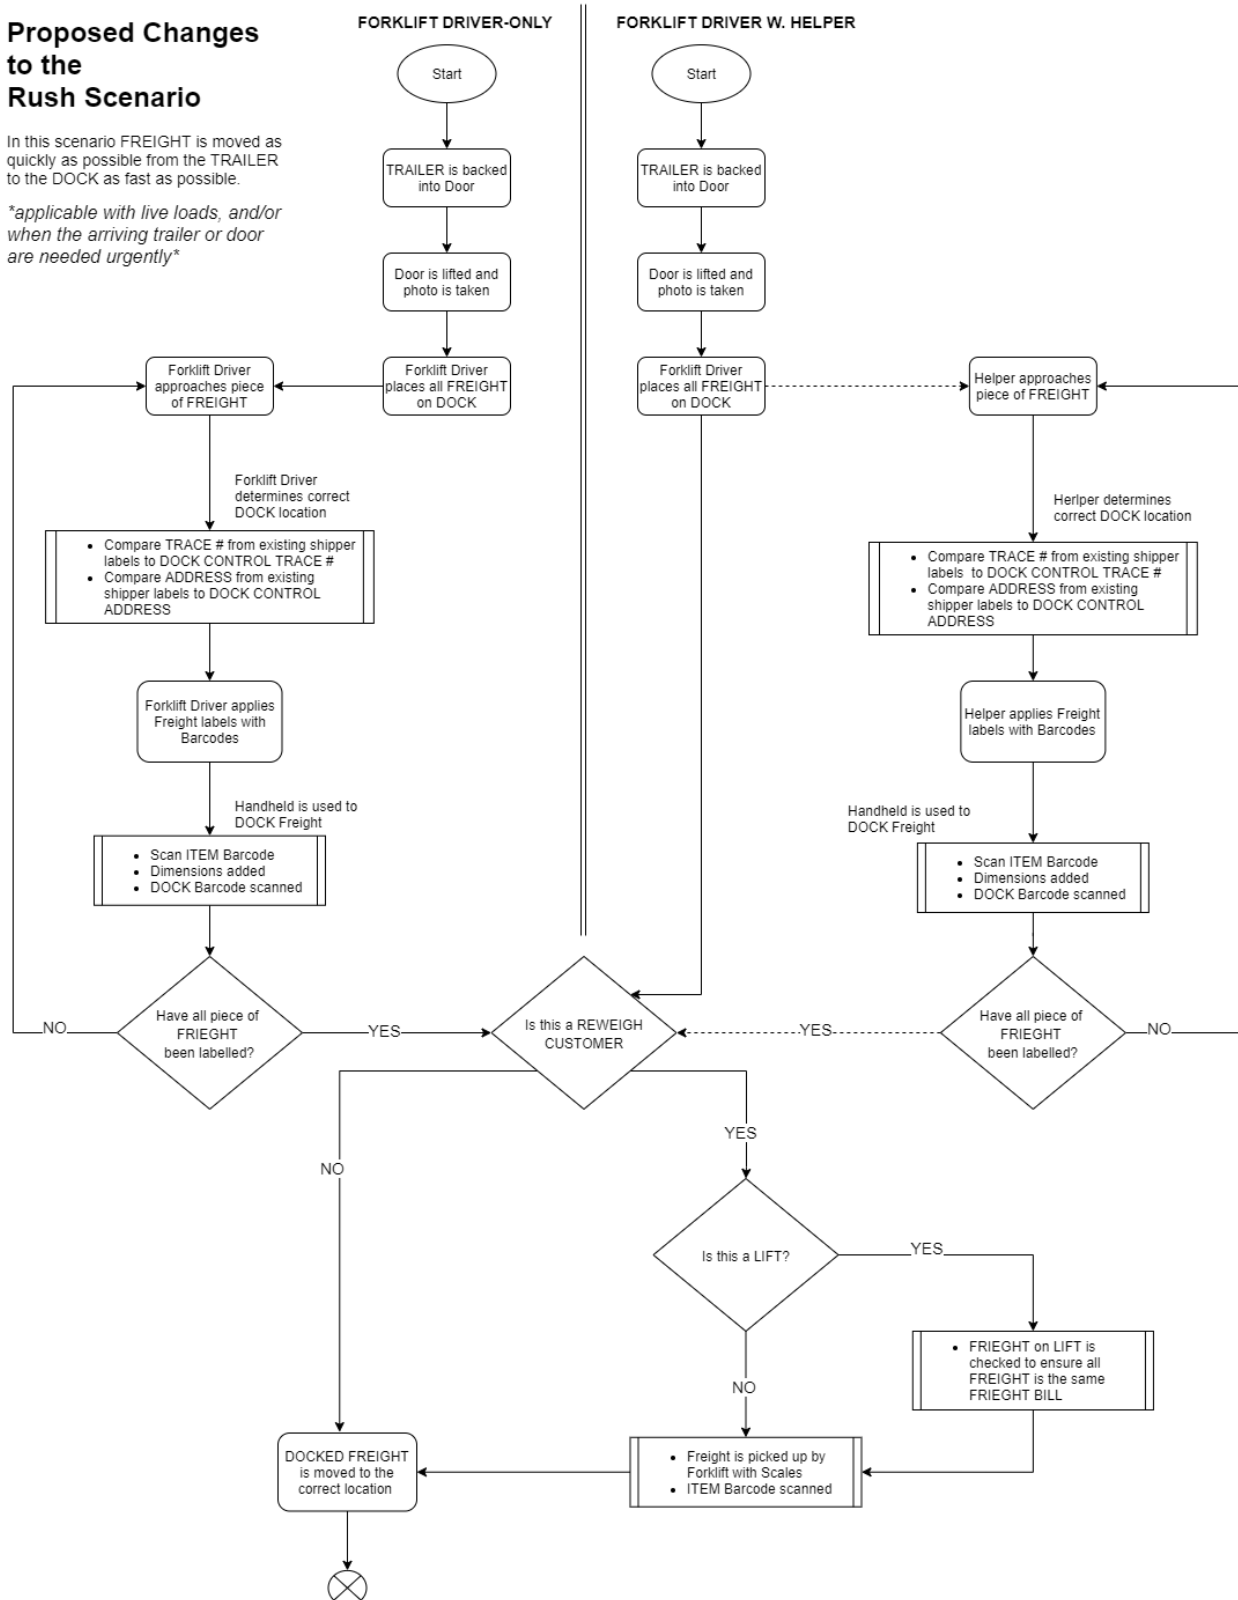 Proposed Changes
to the
Rush Scenario
In this scenario FREIGHT is moved as
quickly as possible from the TRAILER
to the DOCK as fast as possible.
*applicable with live loads, and/or
when the arriving trailer or door
are needed urgently*
FORKLIFT DRIVER-ONLY
Start
TRAILER is backed
into Door
Door is lifted and
photo is taken
Forklift Driver
places all FREIGHT
on DOCK
Forklift Driver
approaches piece
of FREIGHT
Forklift Driver
determines correct
DOCK location
• Compare TRACE # from existing shipper
labels to DOCK CONTROL TRACE #
• Compare ADDRESS from existing
shipper labels to DOCK CONTROL
ADDRESS
Forklift Driver applies
Freight labels with
Barcodes
Handheld is used to
DOCK Freight
• Scan ITEM Barcode
• Dimensions added
• DOCK Barcode scanned
Have all piece of
FRIEGHT
been labelled?
NO
YES
FORKLIFT DRIVER W. HELPER
Start
TRAILER is backed
into Door
Door is lifted and
photo is taken
Forklift Driver
places all FREIGHT
on DOCK
Helper approaches
piece of FREIGHT
Herlper determines
correct DOCK location
• Compare TRACE # from existing shipper
labels to DOCK CONTROL TRACE #
• Compare ADDRESS from existing
shipper labels to DOCK CONTROL
ADDRESS
Helper applies Freight
labels with Barcodes
Handheld is used to
DOCK Freight
• Scan ITEM Barcode
• Dimensions added
• DOCK Barcode scanned
Have all piece of
FRIEGHT
been labelled?
NO
YES
Is this a REWEIGH
CUSTOMER
NO
YES
Is this a LIFT?
YES
NO
• FRIEGHT on LIFT is
checked to ensure all
FREIGHT is the same
FRIEGHT BILL
• Freight is picked up by
Forklift with Scales
• ITEM Barcode scanned
DOCKED FREIGHT
is moved to the
correct location